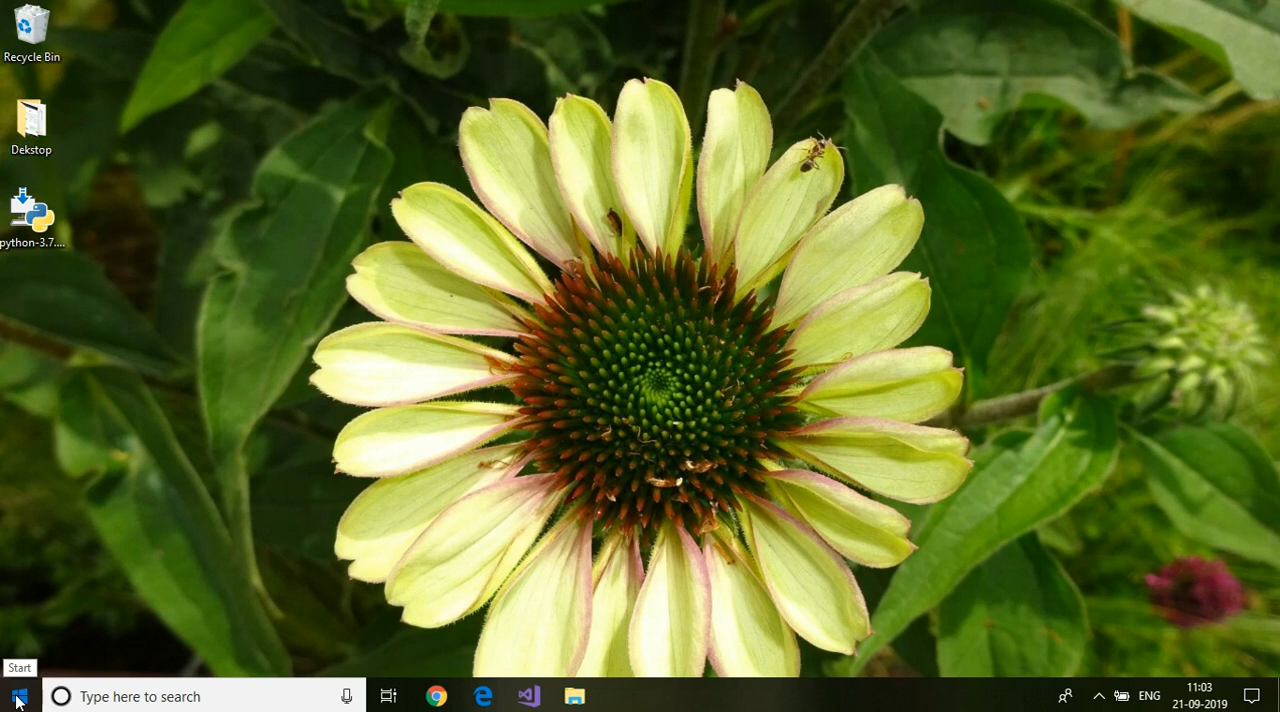 Recycle Bin
Dekstop
python-3.7....
Start
Type here to search
ENG
11:03
21-09-2019